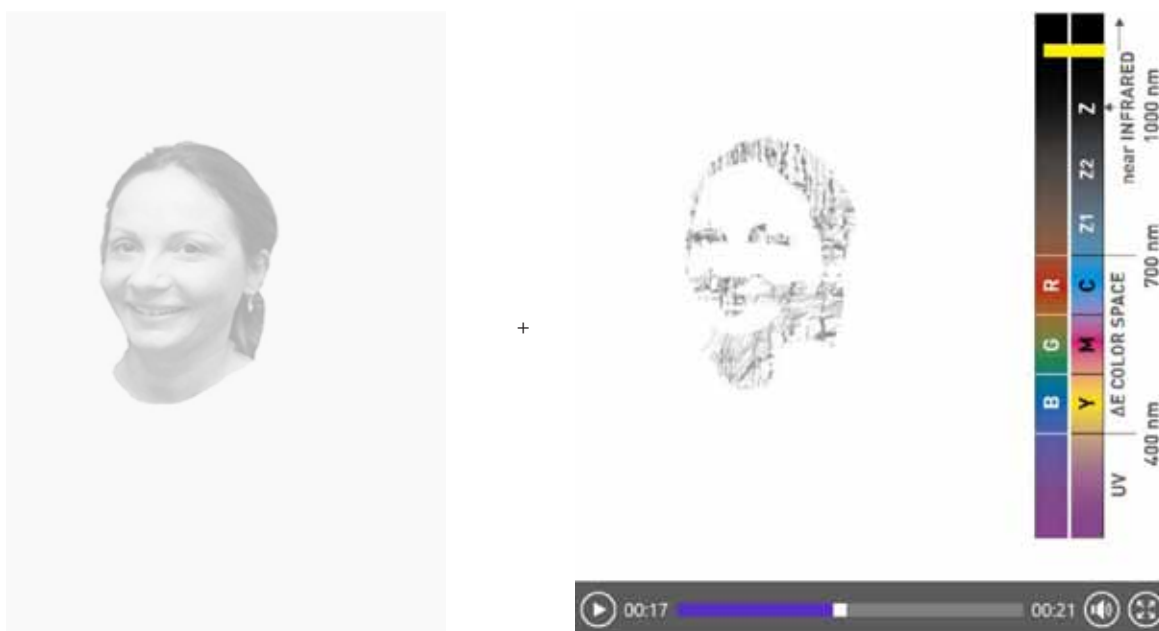 +
near INFRARED
1000 nm
Z
Z2
Z1
700 nm
R
C
G
M
ΔE COLOR SPACE
B
Y
400 nm
UV
00:17
00:21